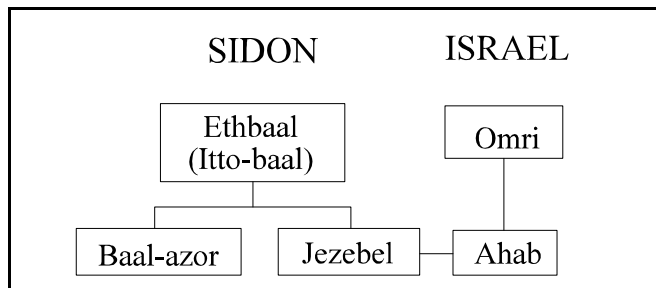 SIDON ISRAEL
Ethbaal
(Itto-baal)
Omri
Baal-azor Jezebel Ahab